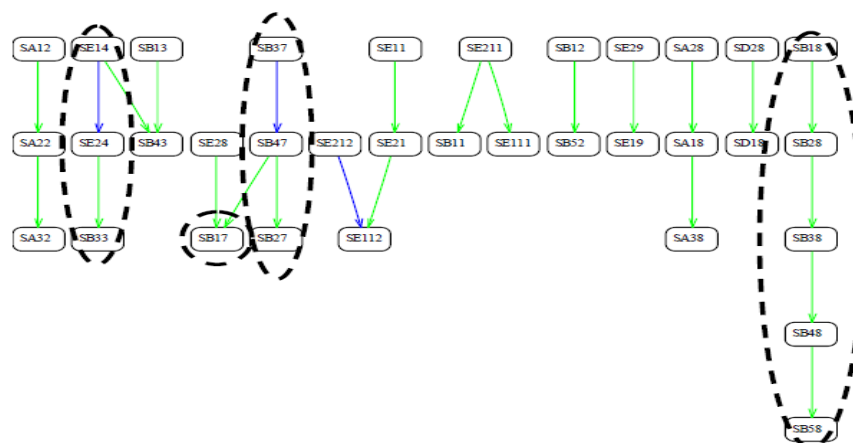 SA12 SE14 SB13 SB37 SE11 SE211 SB12 SE29 SA28 SD28 SB18
SA22 SE24 SB43 SE28 SB47 SE212 SE21 SB11 SE111 SB52 SE19 SA18 SD18 SB28
SA32 SB33 SB17 SB27 SE112 SA38 SB38
SB48
SB58